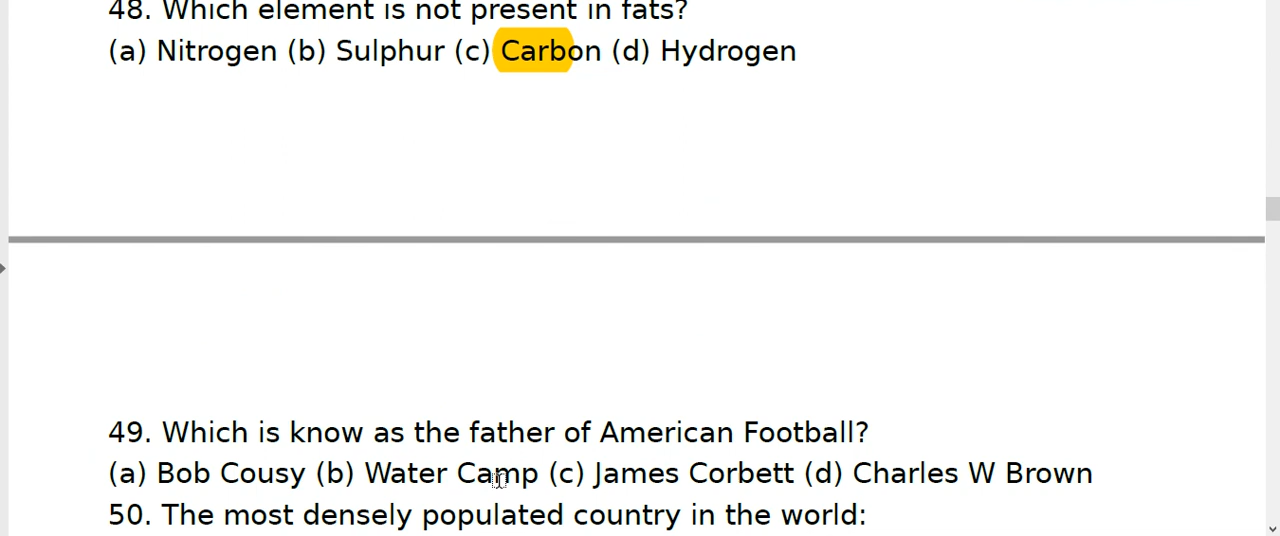 48. Which element is not present in fats?
(a) Nitrogen (b) Sulphur (c) Carbon (d) Hydrogen
49. Which is know as the father of American Football?
(a) Bob Cousy (b) Water Camp (c) James Corbett (d) Charles W Brown
50. The most densely populated country in the world: